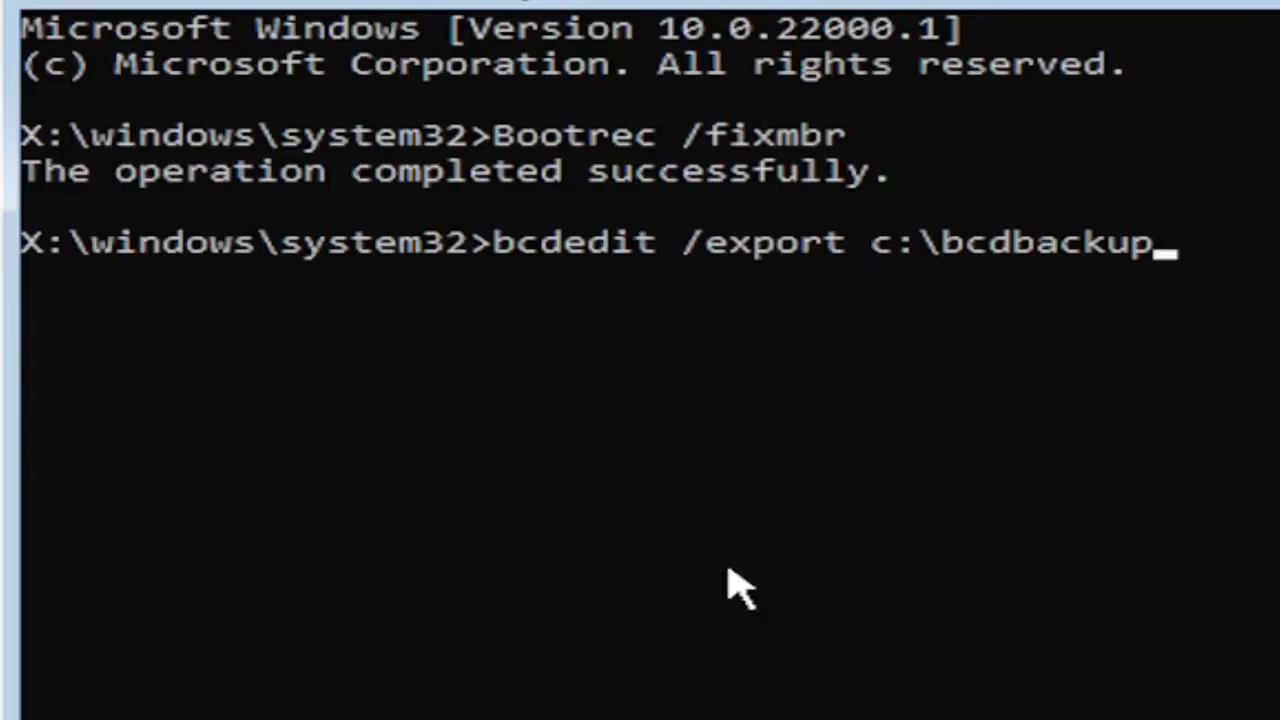 Microsoft Windows [Version 10.0.22000.1]
(c) Microsoft Corporation. All rights reserved.
X:\windows\system32>Bootrec /fixmbr
The operation completed successfully.
X:\windows\system32>bcdedit /export c:\bcdbackup